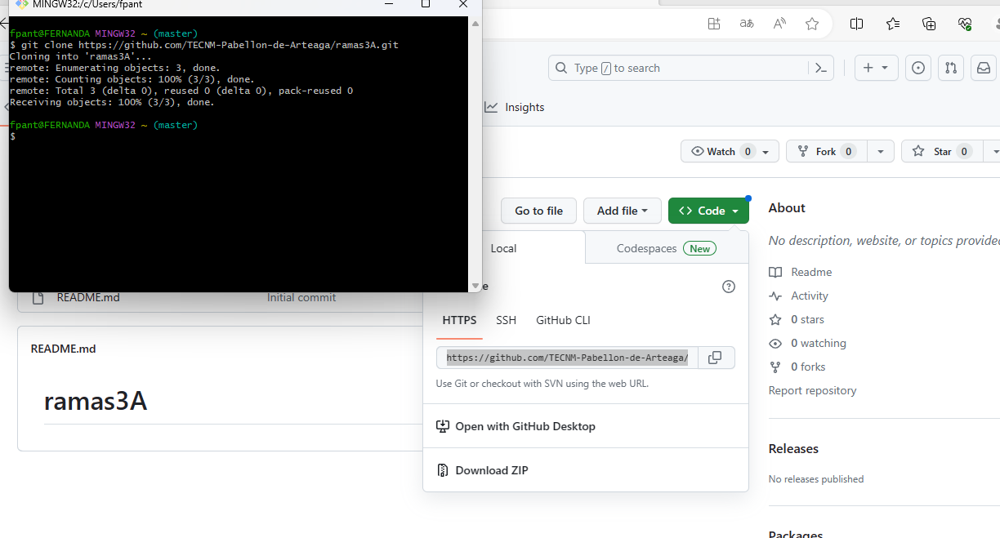 MINGW32:/c/Users/fpant
fpant@FERNANDA MINGW32 ~ (master)
$ git clone https://github.com/TECNM-Pabellon-de-Arteaga/ramas3A.git
Cloning into 'ramas3A'...
remote: Enumerating objects: 3, done.
remote: Counting objects: 100% (3/3), done.
remote: Total 3 (delta 0), reused 0 (delta 0), pack-reused 0
Receiving objects: 100% (3/3), done.
fpant@FERNANDA MINGW32 ~ (master)
$
Type / to search
Insights
Watch 0
Fork 0
Star 0
Go to file
Add file
<> Code
Local
Codespaces New
HTTPS
SSH
GitHub CLI
https://github.com/TECNM-Pabellon-de-Arteaga/
Use Git or checkout with SVN using the web URL.
Open with GitHub Desktop
Download ZIP
README.md
Initial commit
README.md
ramas3A
About
No description, website, or topics provided
Readme
Activity
0 stars
0 watching
0 forks
Report repository
Releases
No releases published
Packages